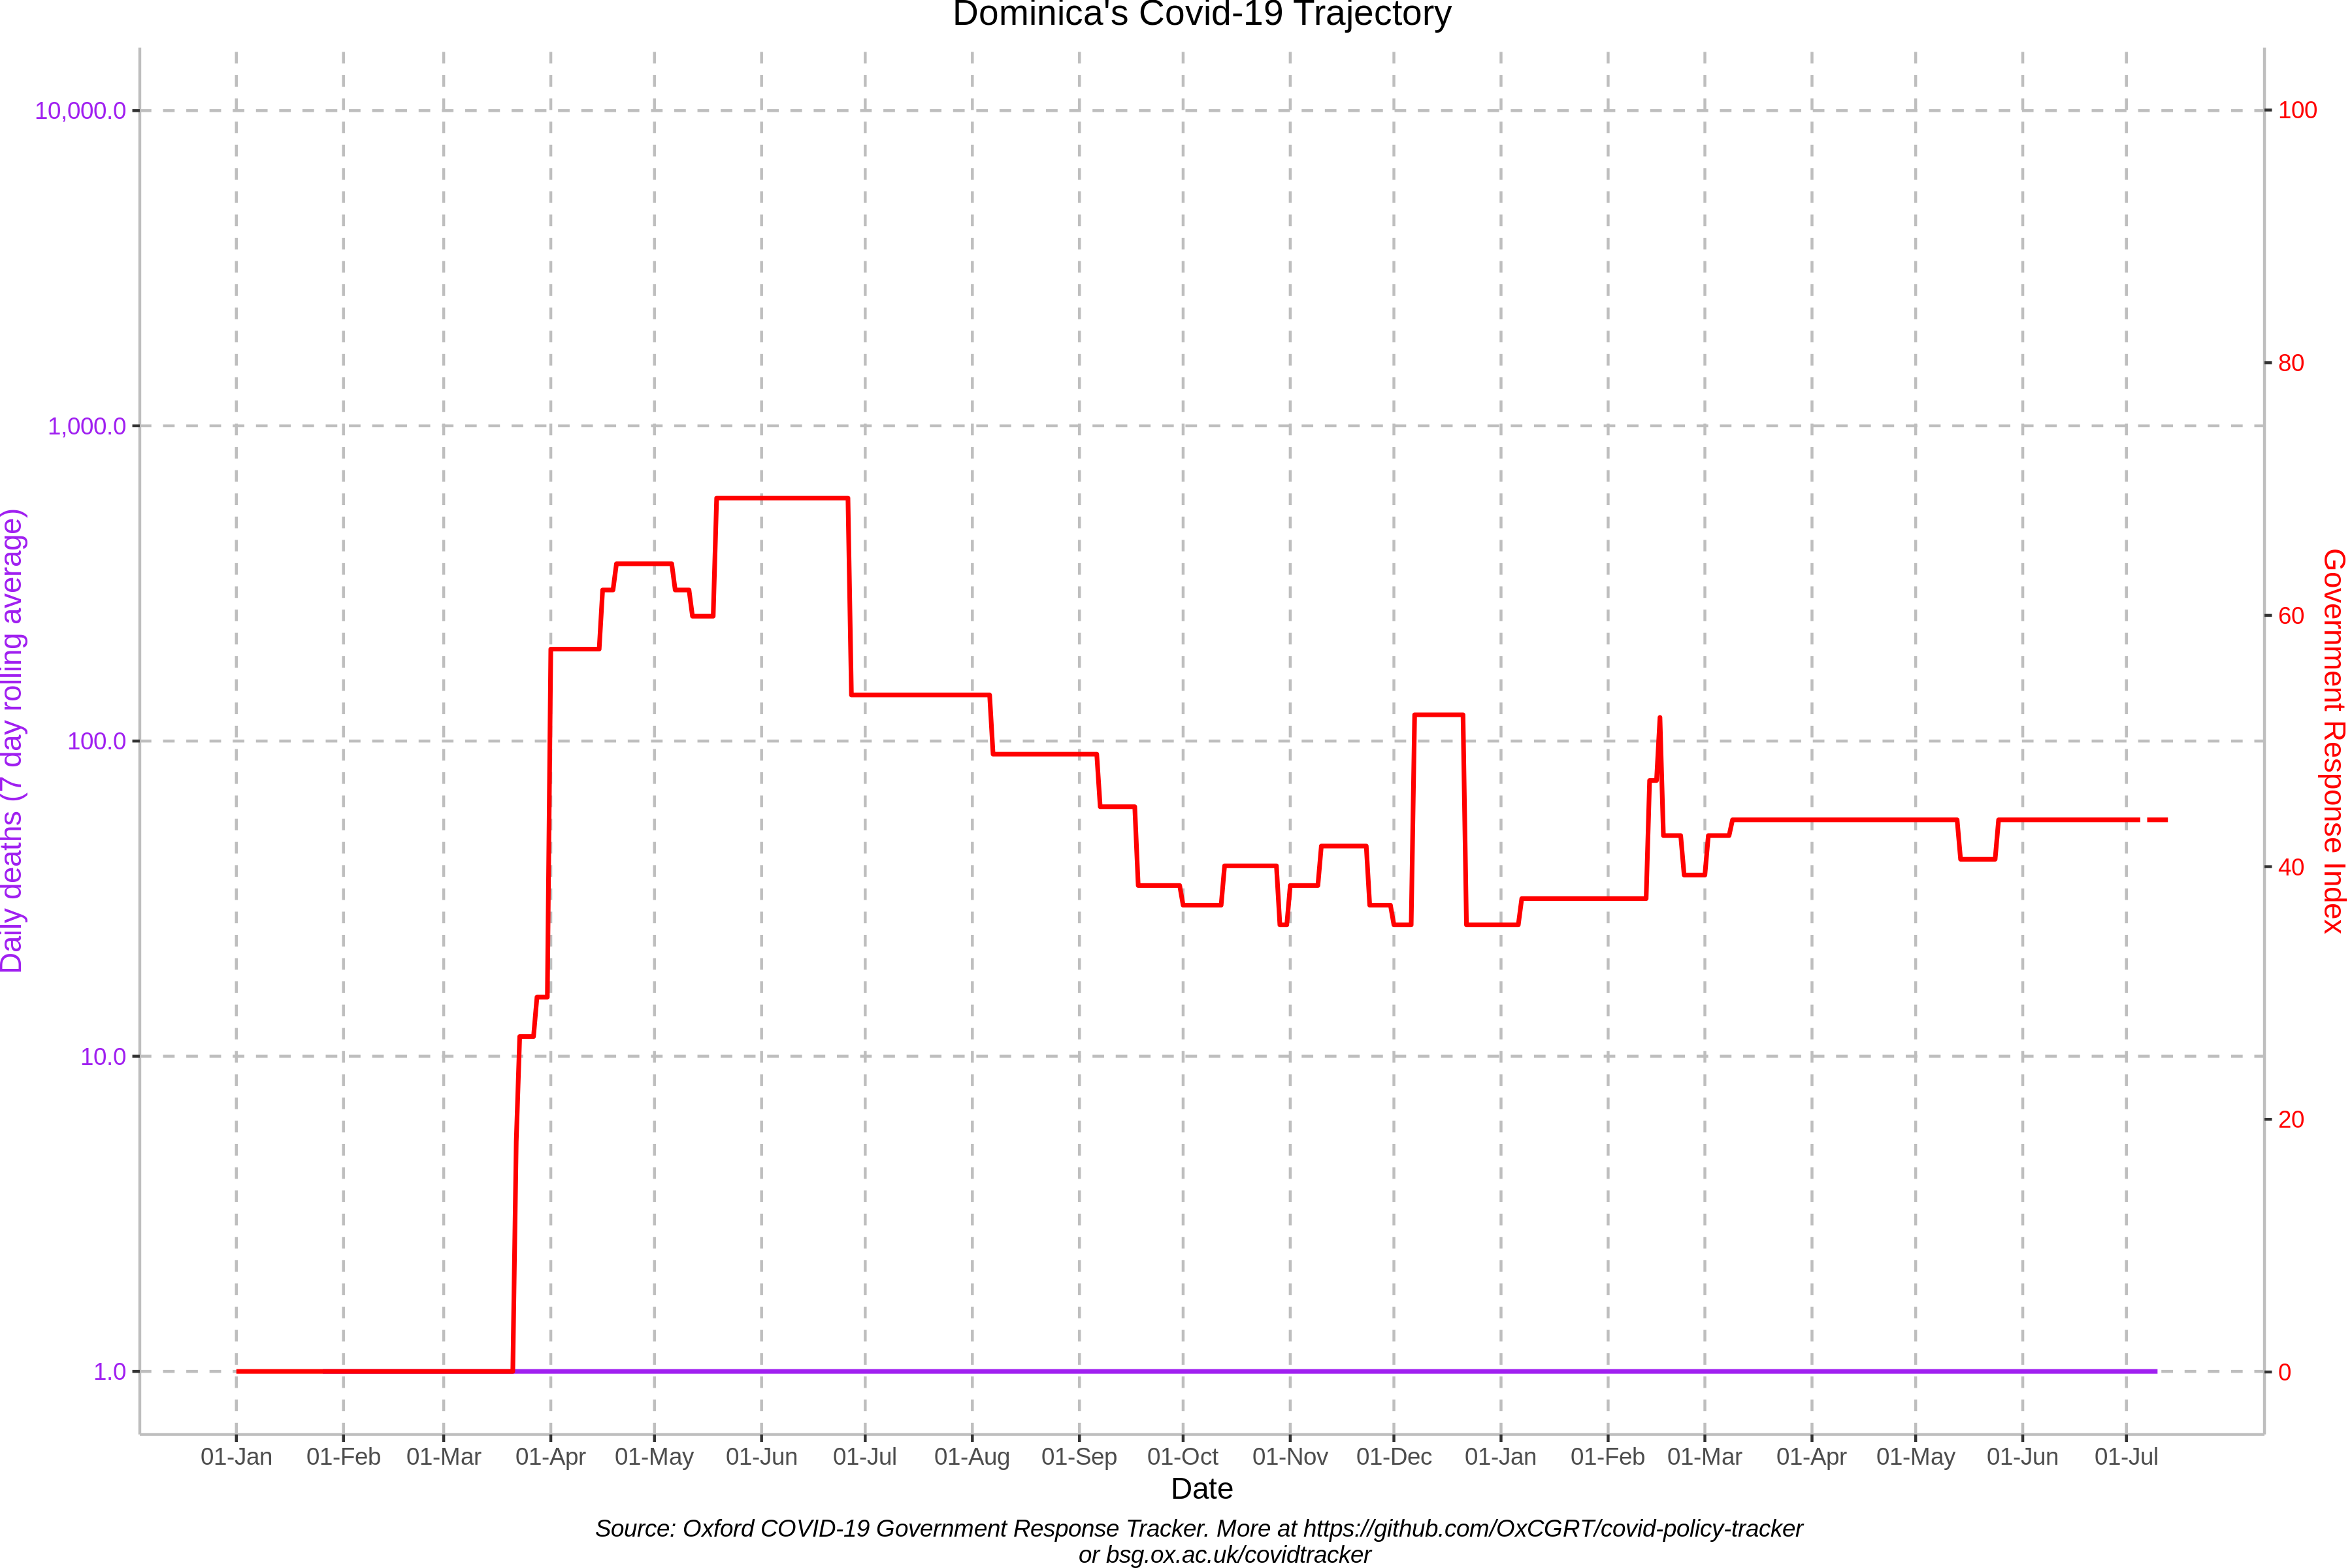 Dominica's Covid-19 Trajectory
Daily deaths (7 day rolling average)
10,000.0
1,000.0
100.0
10.0
1.0
100
80
60
40
20
0
Government Response Index
01-Jan 01-Feb 01-Mar 01-Apr 01-May 01-Jun 01-Jul 01-Aug 01-Sep 01-Oct 01-Nov 01-Dec 01-Jan 01-Feb 01-Mar 01-Apr 01-May 01-Jun 01-Jul
Date
Source: Oxford COVID-19 Government Response Tracker. More at https://github.com/OxCGRT/covid-policy-tracker
or bsg.ox.ac.uk/covidtracker